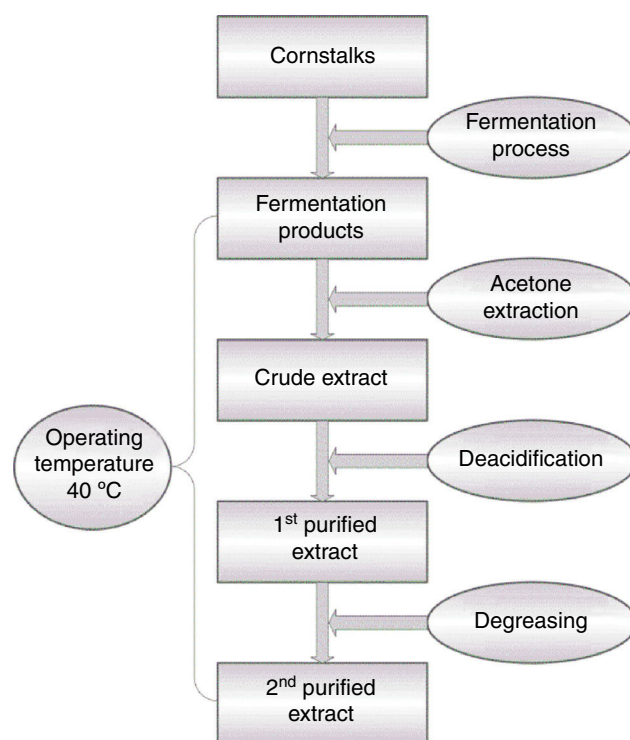 Cornstalks
Fermentation
process
Fermentation
products
Acetone
extraction
Crude extract
Operating
temperature
40 ºC
Deacidification
1st purified
extract
Degreasing
2nd purified
extract